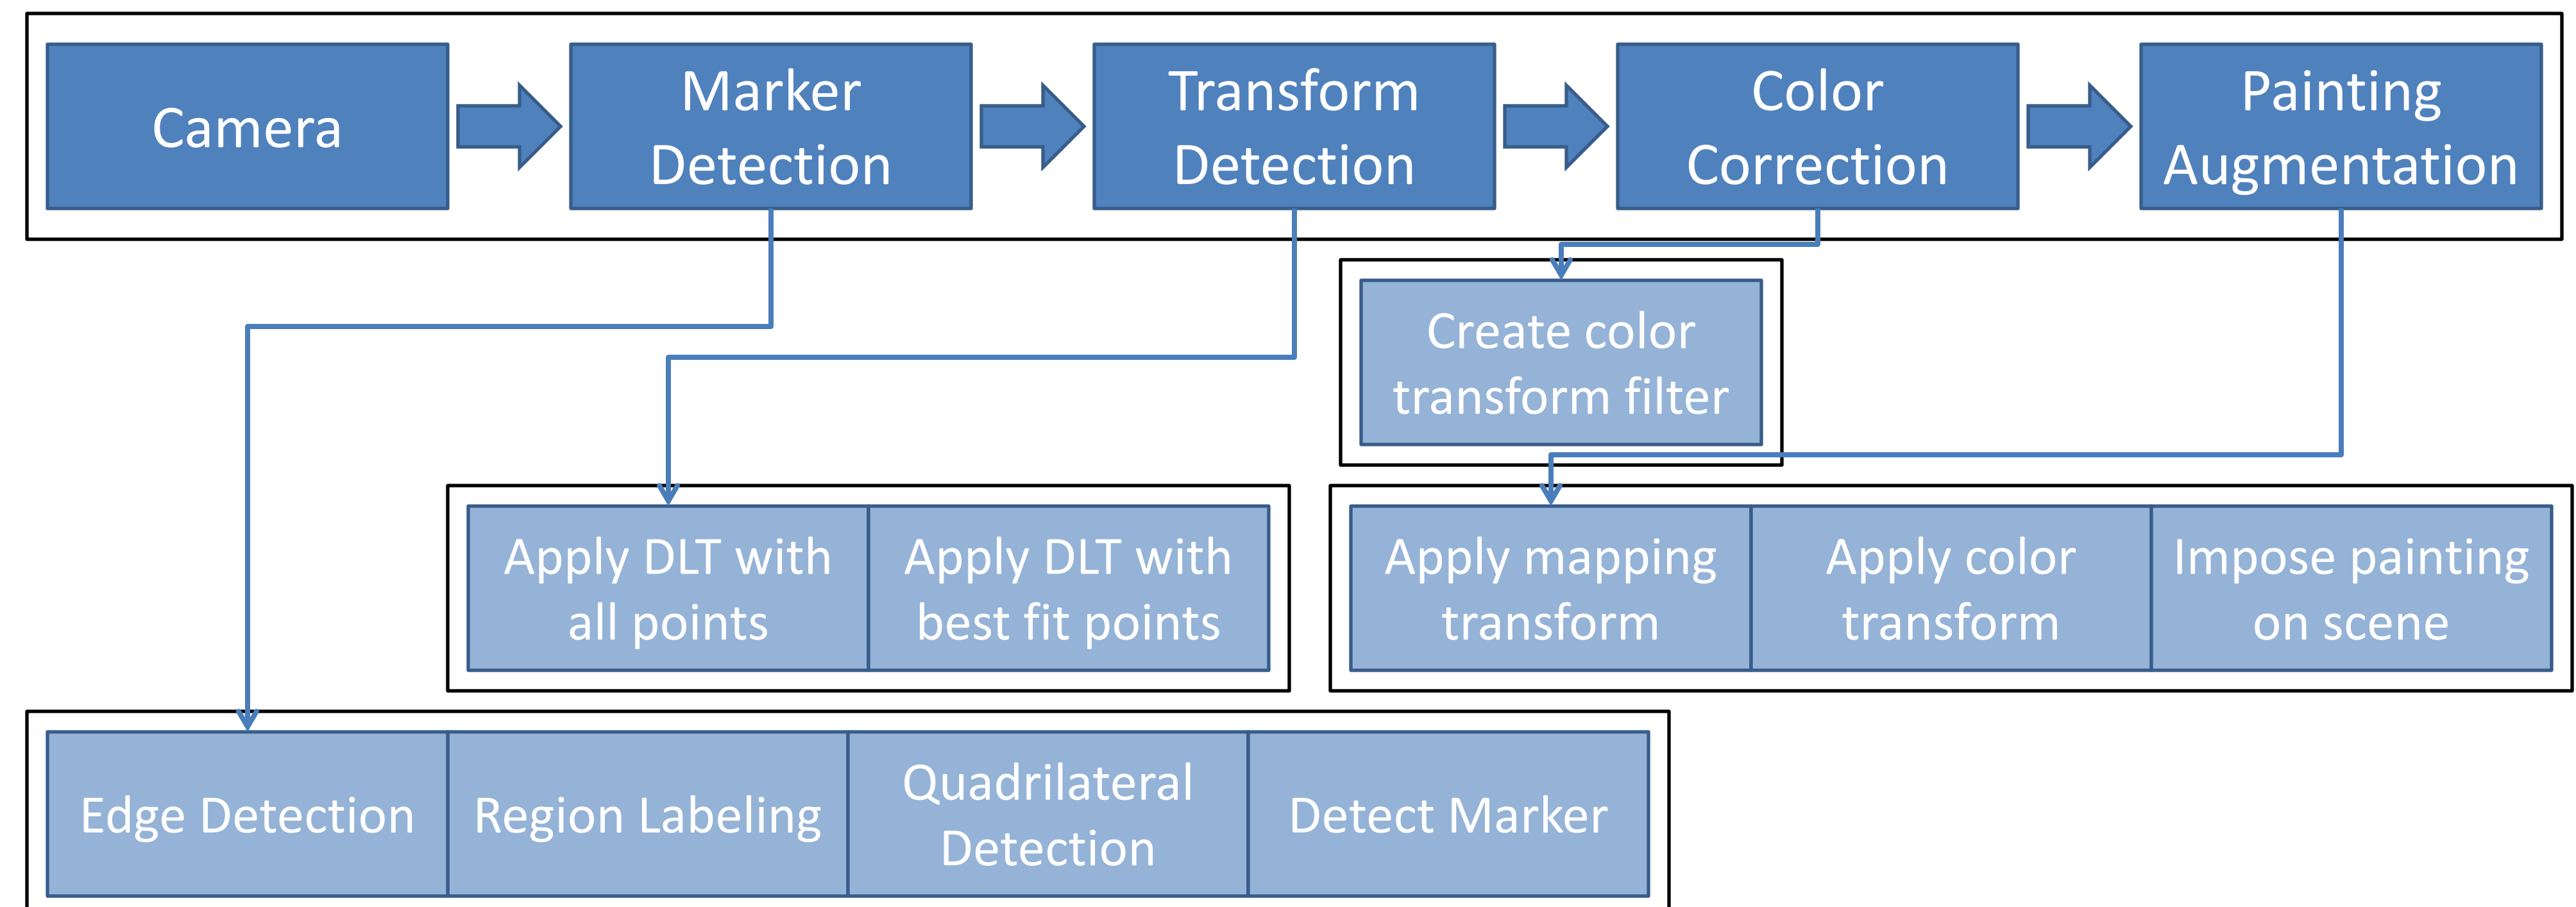 Camera
Marker
Detection
Transform
Detection
Color
Correction
Painting
Augmentation
Create color
transform filter
Apply DLT with
all points
Apply DLT with
best fit points
Apply mapping
transform
Apply color
transform
Impose painting
on scene
Edge Detection
Region Labeling
Quadrilateral
Detection
Detect Marker